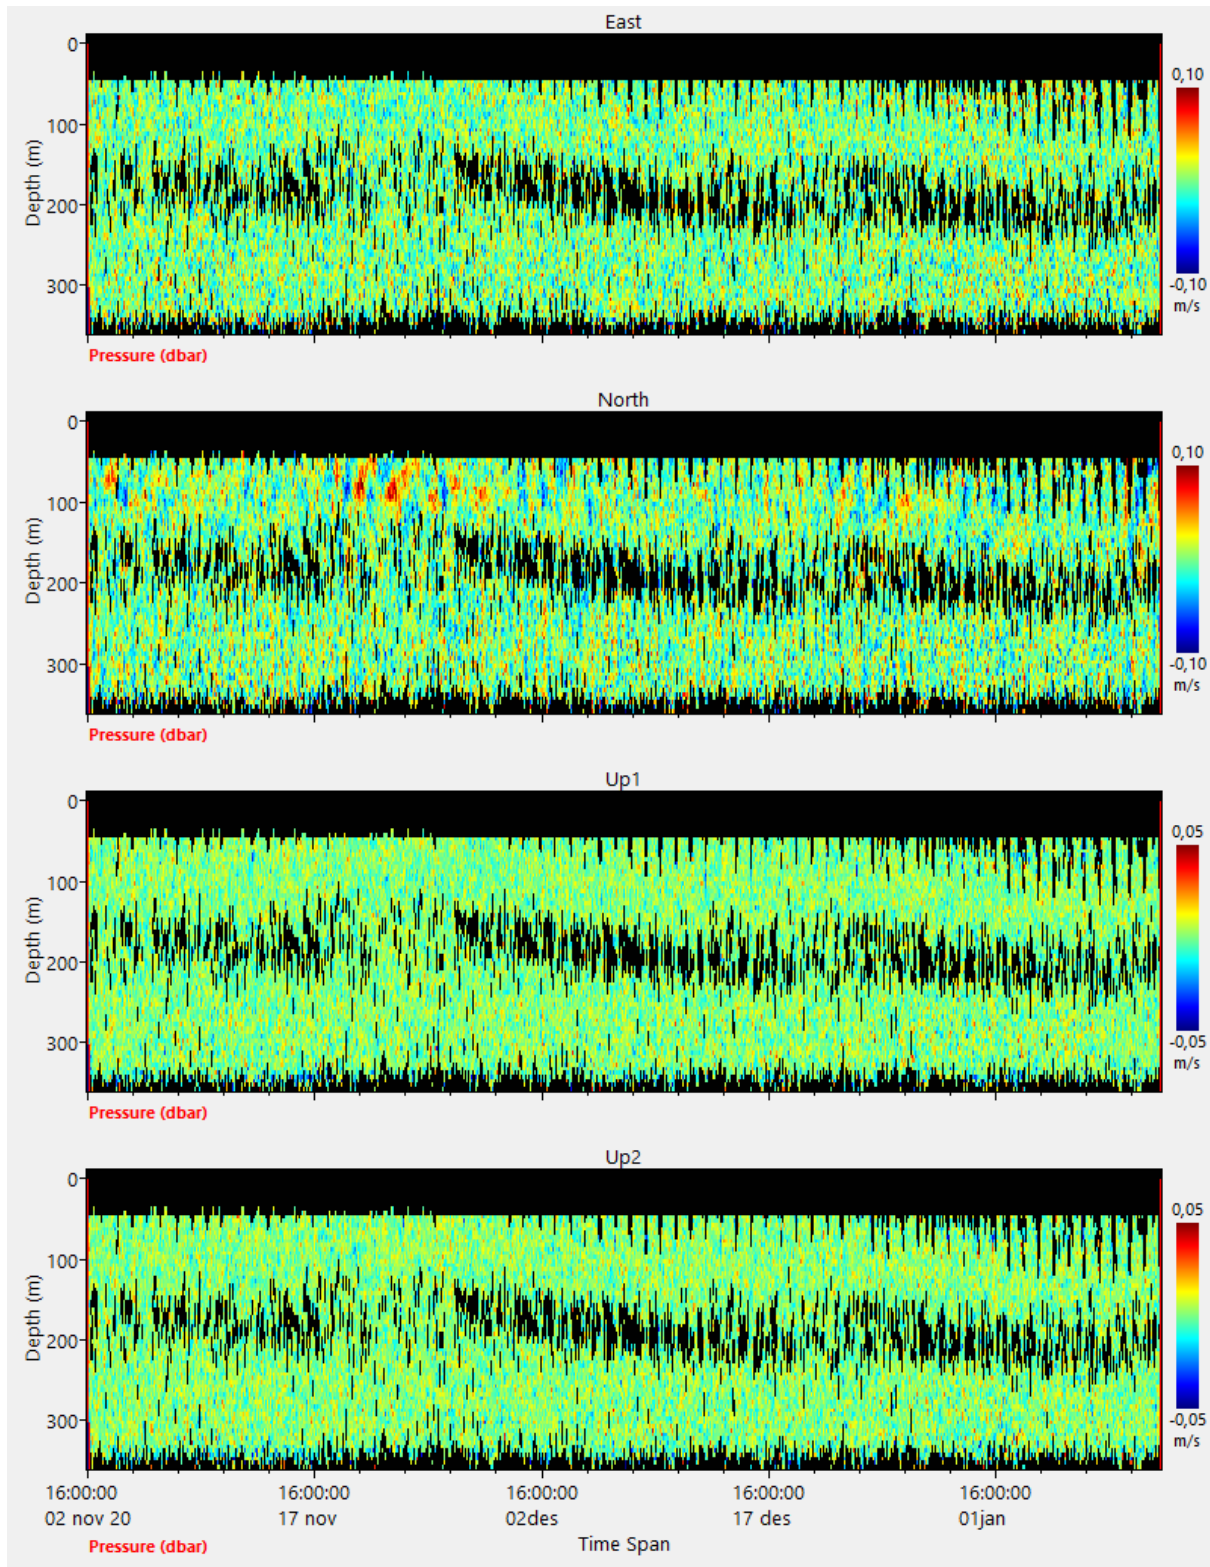 East
0
100
200
300
Depth (m)
0,10
-0,10
m/s
Pressure (dbar)
North
0
100
200
300
Depth (m)
0,10
-0,10
m/s
Pressure (dbar)
Up1
0
100
200
300
Depth (m)
0,05
-0,05
m/s
Pressure (dbar)
Up2
0
100
200
300
Depth (m)
0,05
-0,05
m/s
16:00:00 16:00:00 16:00:00 16:00:00 16:00:00
02 nov 20 17 nov 02des 17 des 01jan
Time Span
Pressure (dbar)